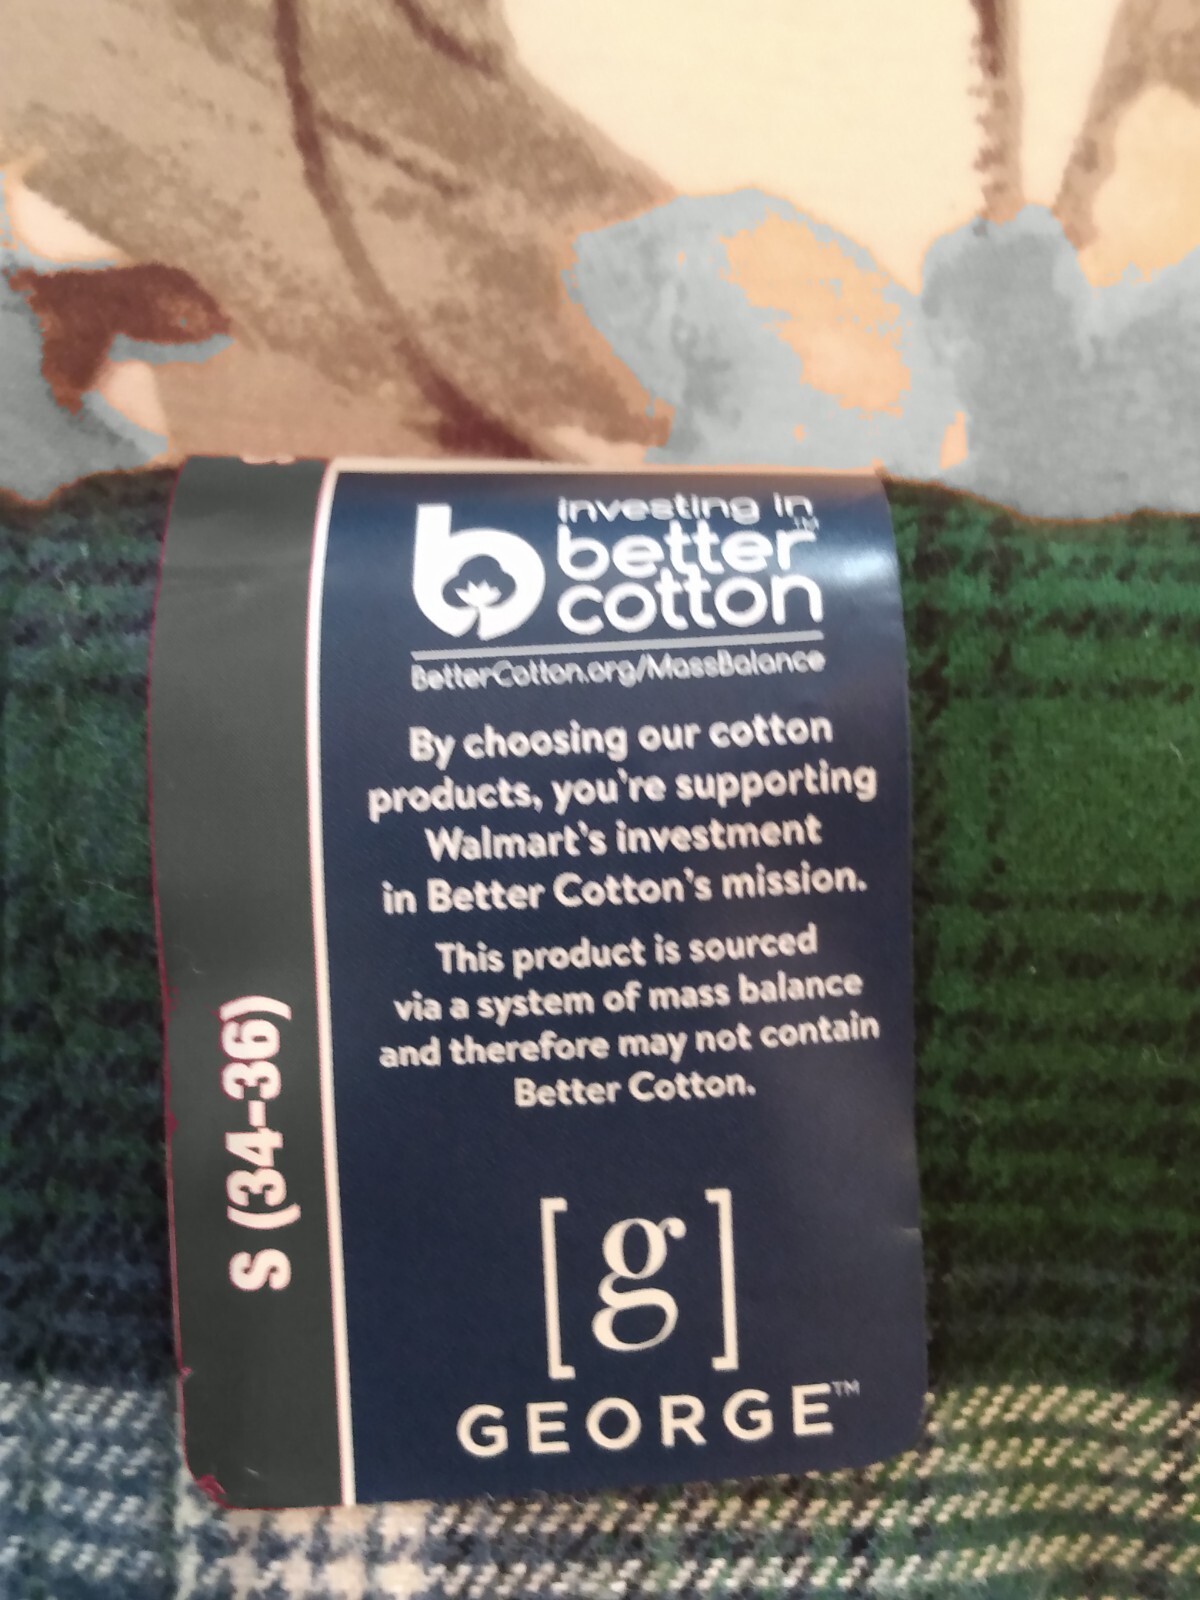 investing in
better™
cotton
BetterCotton.org/MassBalance
By choosing our cotton
products, you're supporting
Walmart's investment
in Better Cotton's mission.
This product is sourced
via a system of mass balance
and therefore may not contain
Better Cotton.
[g]
GEORGE™
S (34-36)